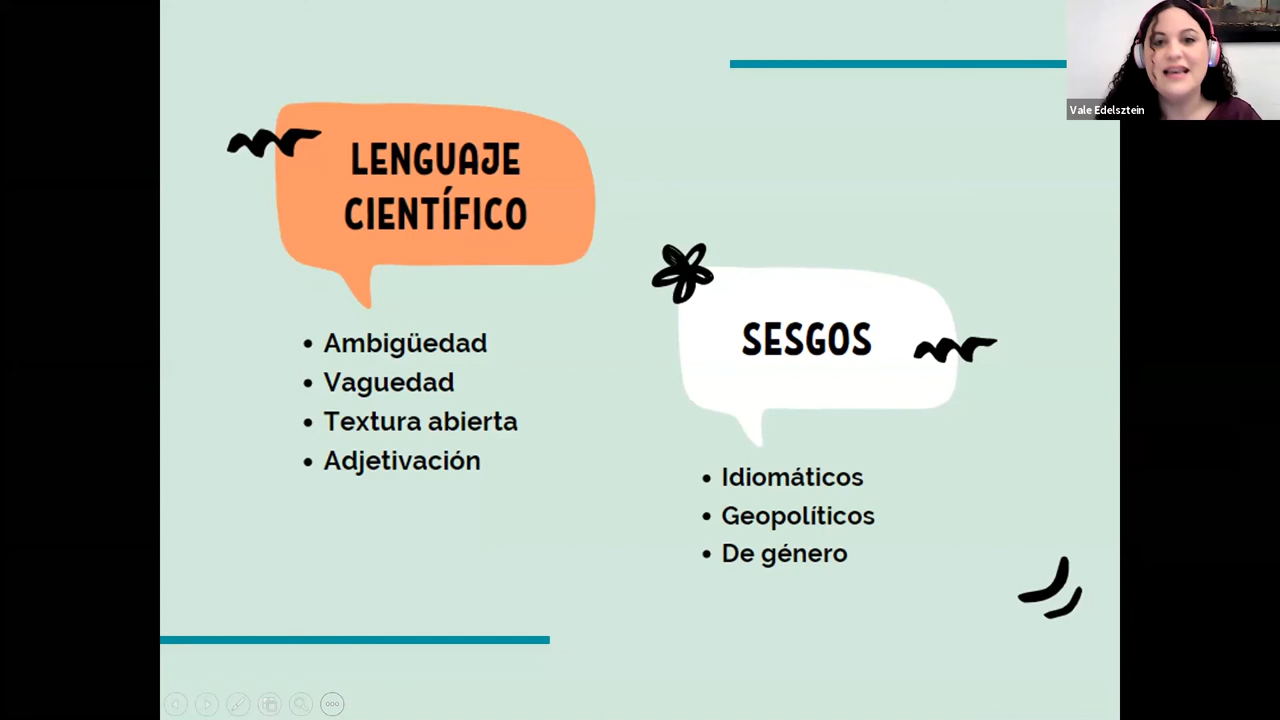 LENGUAJE
CIENTÍFICO
• Ambigüedad
• Vaguedad
• Textura abierta
• Adjetivación
SESGOS
• Idiomáticos
• Geopolíticos
• De género
Vale Edelsztein